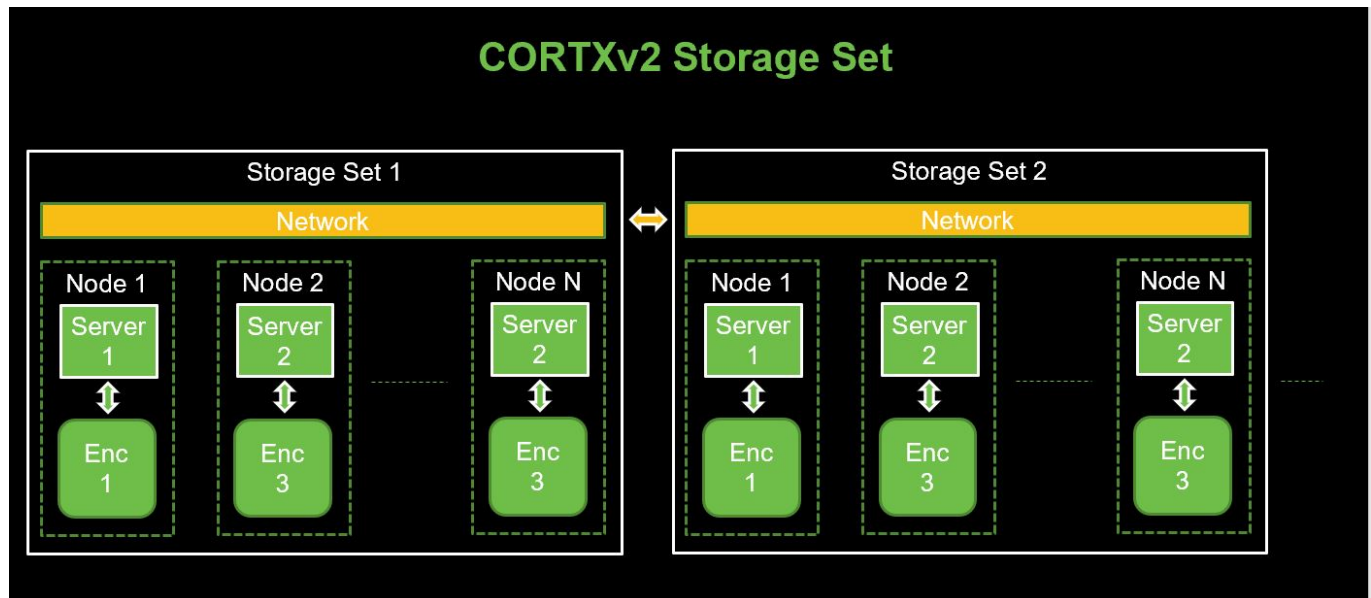 CORTXv2 Storage Set
Storage Set 1
Network
Node 1
Server
1
Enc
1
Node 2
Server
2
Enc
3
Node N
Server
2
Enc
3
Storage Set 2
Network
Node 1
Server
1
Enc
1
Node 2
Server
2
Enc
3
Node N
Server
2
Enc
3